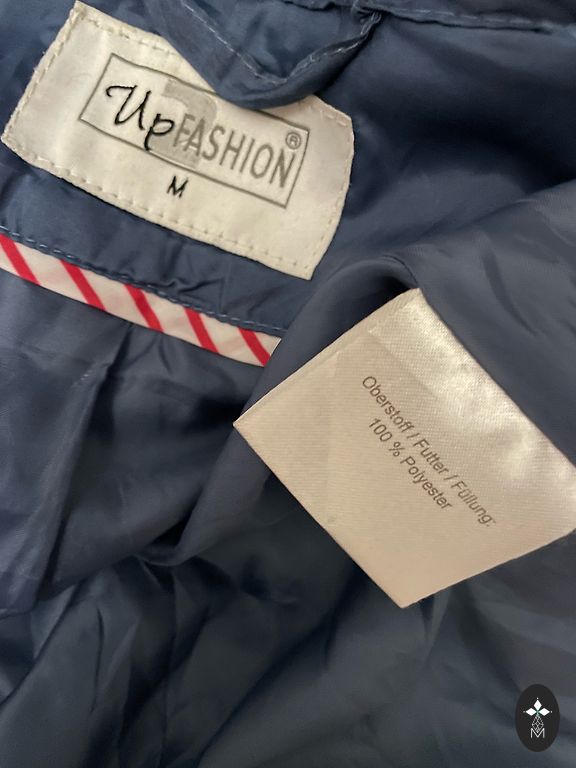 Up FASHION®
M
Oberstoff / Futter / Füllung:
100 % Polyester
M